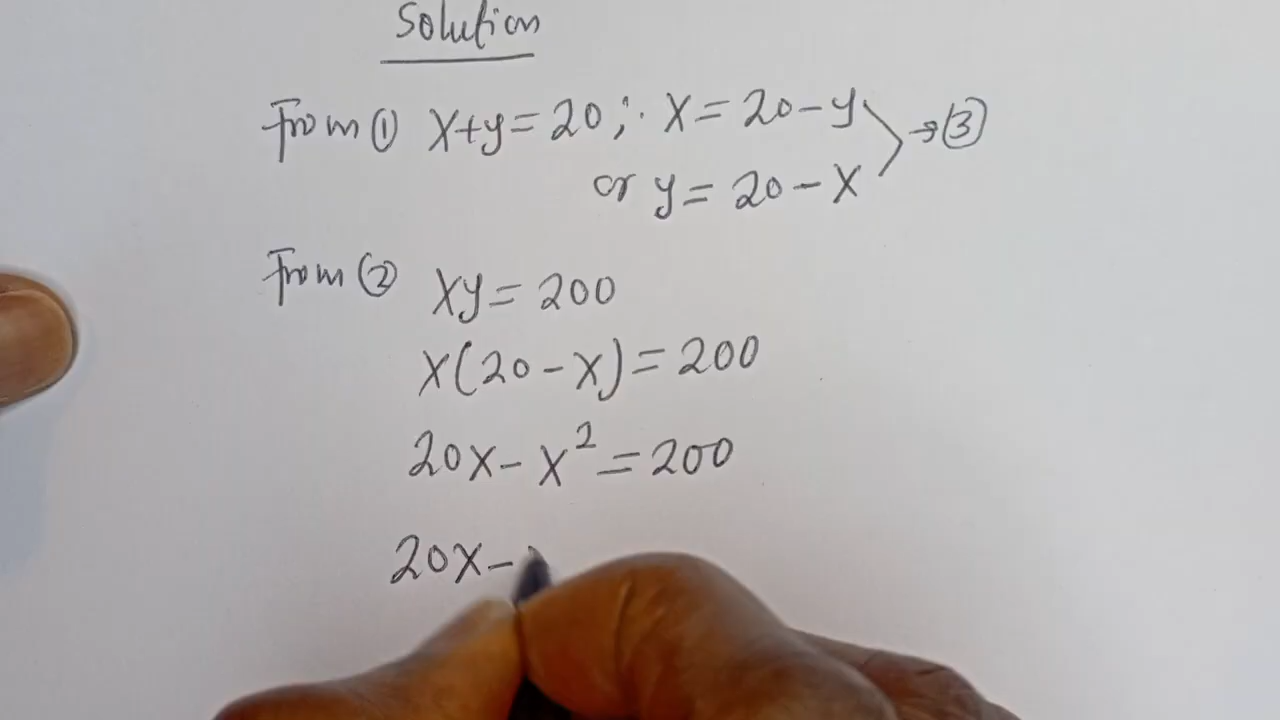 Solution
From ① x+y=20 ;∴ x=20-y
or y=20-x
→③
From ② xy=200
x(20-x)=200
20x-x²=200
20x-